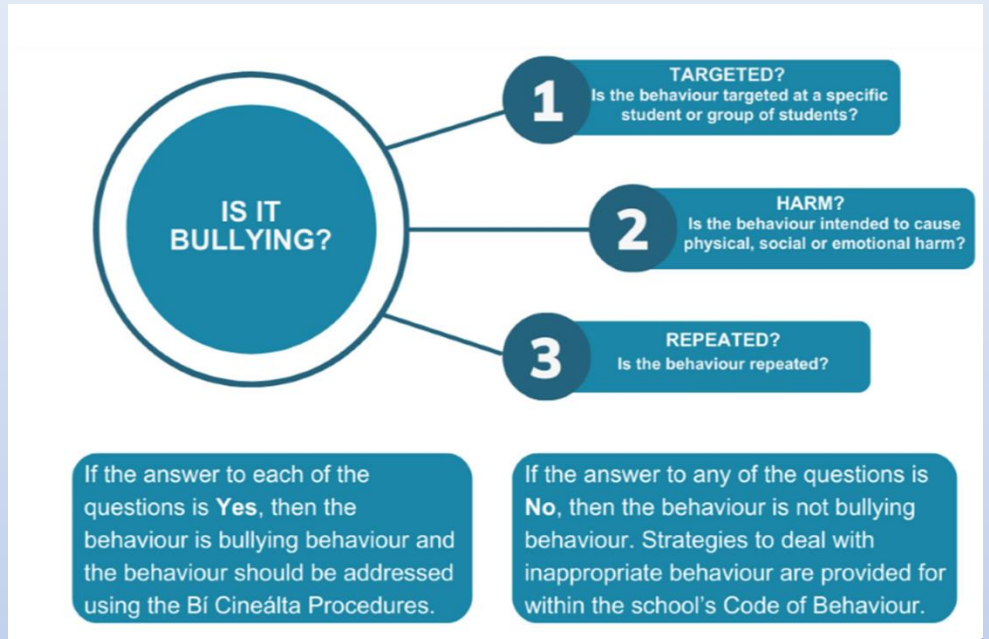 IS IT
BULLYING?
1
TARGETED?
Is the behaviour targeted at a specific
student or group of students?
2
HARM?
Is the behaviour intended to cause
physical, social or emotional harm?
3
REPEATED?
Is the behaviour repeated?
If the answer to each of the
questions is Yes, then the
behaviour is bullying behaviour and
the behaviour should be addressed
using the Bí Cineálta Procedures.
If the answer to any of the questions is
No, then the behaviour is not bullying
behaviour. Strategies to deal with
inappropriate behaviour are provided for
within the school's Code of Behaviour.